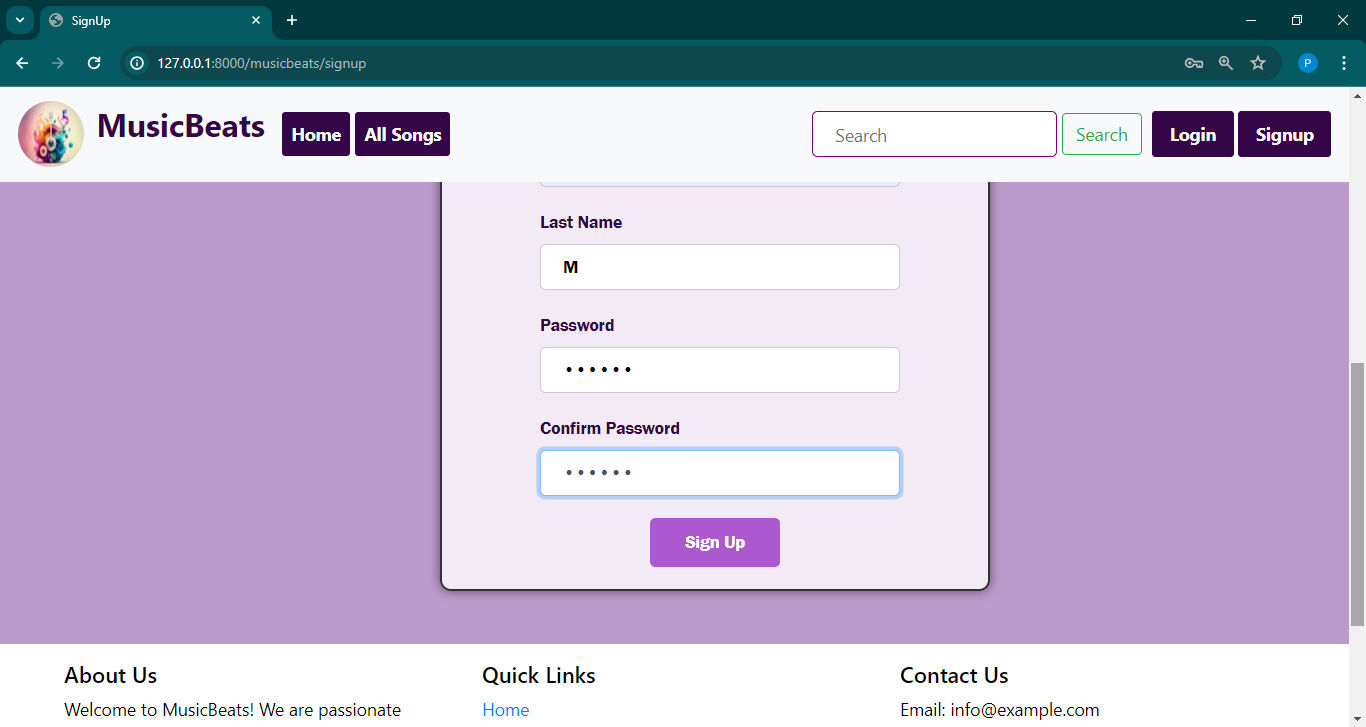 SignUp
127.0.0.1:8000/musicbeats/signup
P
MusicBeats
Home
All Songs
Search
Search
Login
Signup
Last Name
M
Password
••••••
Confirm Password
••••••
Sign Up
About Us
Quick Links
Contact Us
Welcome to MusicBeats! We are passionate
Home
Email: info@example.com